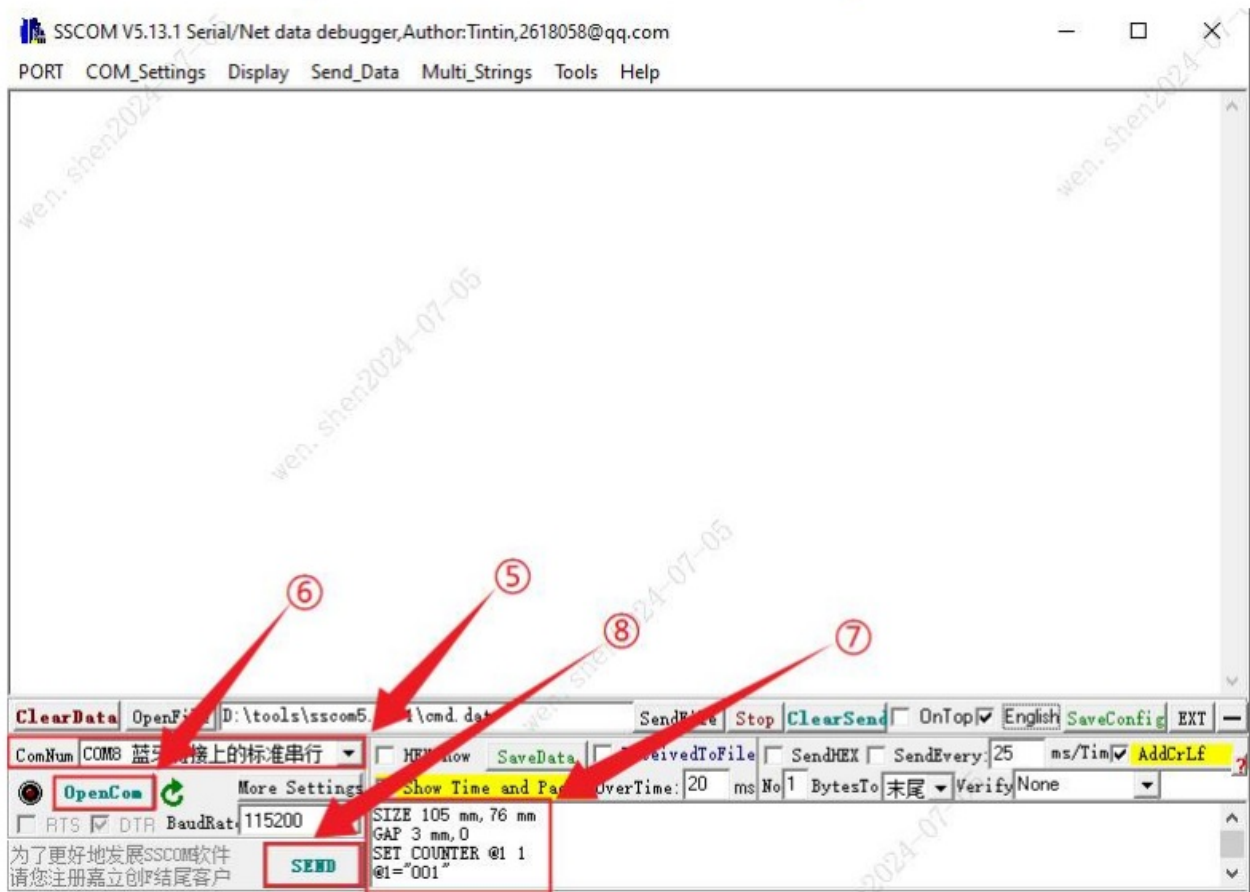 SSCOM V5.13.1 Serial/Net data debugger,Author:Tintin,2618058@qq.com
PORT COM_Settings Display Send_Data Multi_Strings Tools Help
wen. shen2024-07-05
wen. shen2024-07-05
⑥
⑤
⑧
⑦
ClearData D:\tools\sscom5. Stop ClearSend OnTop English SaveConfig EXT
ComNum COM8 SaveData SendHEX SendEvery: 25 ms/Tim AddCrLf ?
OpenCom More Settings Show Time and OverTime: 20 ms No 1 BytesTo 末尾 Verify None
RTS DTR BaudRat 115200
为了更好地发展SSCOM软件
请您注册嘉立创F结尾客户
SEND
SIZE 105 mm, 76 mm
GAP 3 mm,0
SET COUNTER @1 1
@1="001"